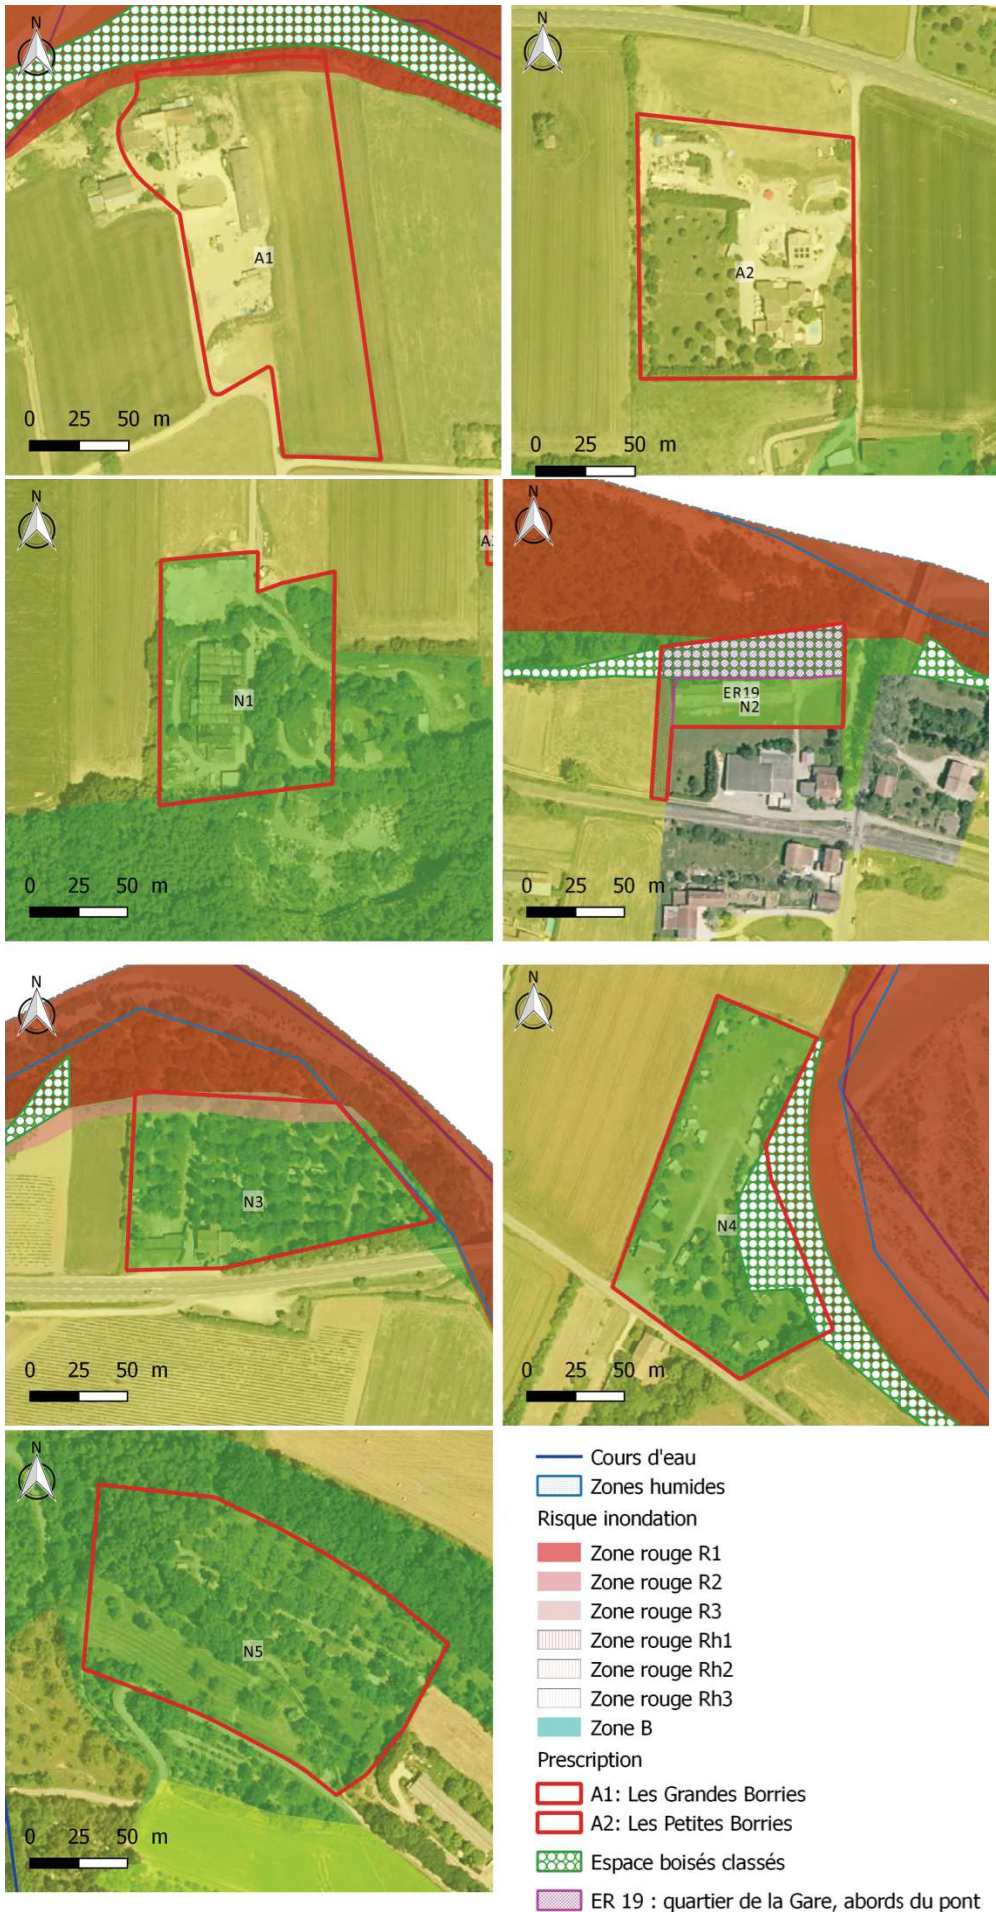 N
A1
0 25 50 m
N
A2
0 25 50 m
N
A2
N1
0 25 50 m
N
ER19
N2
0 25 50 m
N
N3
0 25 50 m
N
N4
0 25 50 m
N
N5
0 25 50 m
Cours d'eau
Zones humides
Risque inondation
Zone rouge R1
Zone rouge R2
Zone rouge R3
Zone rouge Rh1
Zone rouge Rh2
Zone rouge Rh3
Zone B
Prescription
A1: Les Grandes Borries
A2: Les Petites Borries
Espace boisés classés
ER 19 : quartier de la Gare, abords du pont